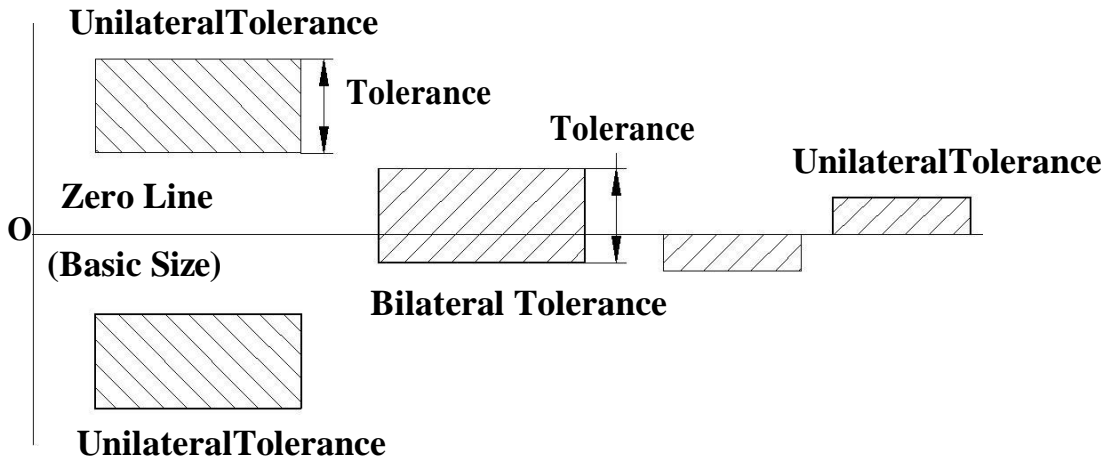 UnilateralTolerance
Tolerance
Tolerance
UnilateralTolerance
Zero Line
O
(Basic Size)
Bilateral Tolerance
UnilateralTolerance